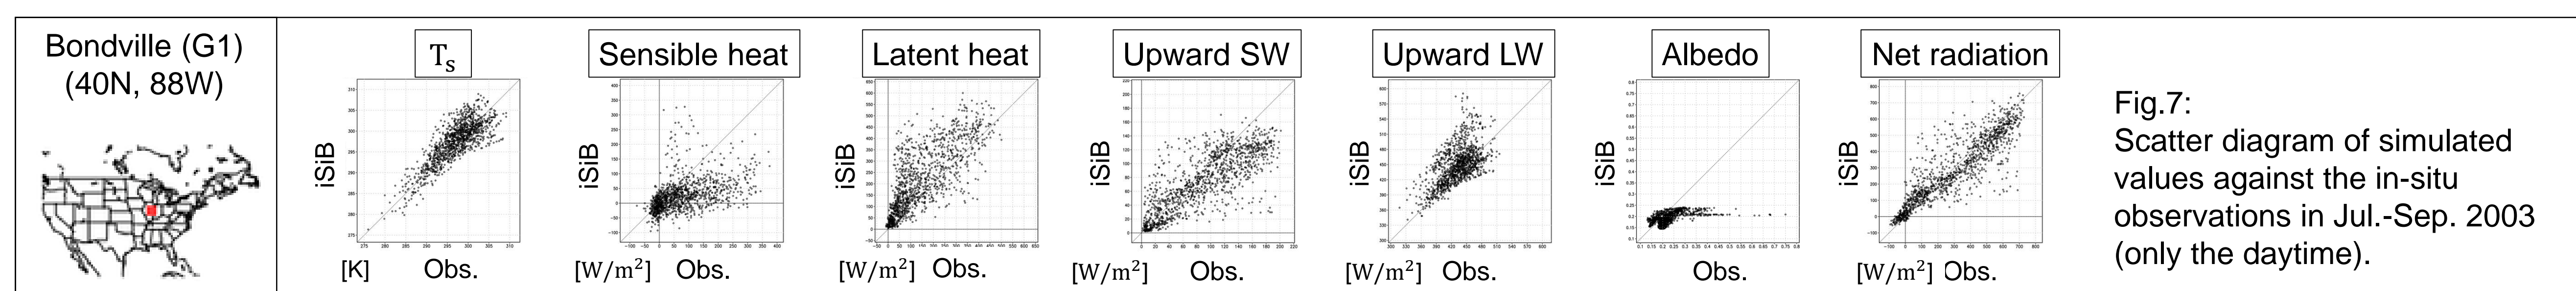 Bondville (G1)
(40N, 88W)
Ts
Sensible heat
Latent heat
Upward SW
Upward LW
Albedo
Net radiation
iSiB
iSiB
iSiB
iSiB
iSiB
iSiB
iSiB
[K] Obs.
[W/m²] Obs.
[W/m²] Obs.
[W/m²] Obs.
[W/m²] Obs.
Obs.
[W/m²] Obs.
Fig.7:
Scatter diagram of simulated
values against the in-situ
observations in Jul.-Sep. 2003
(only the daytime).